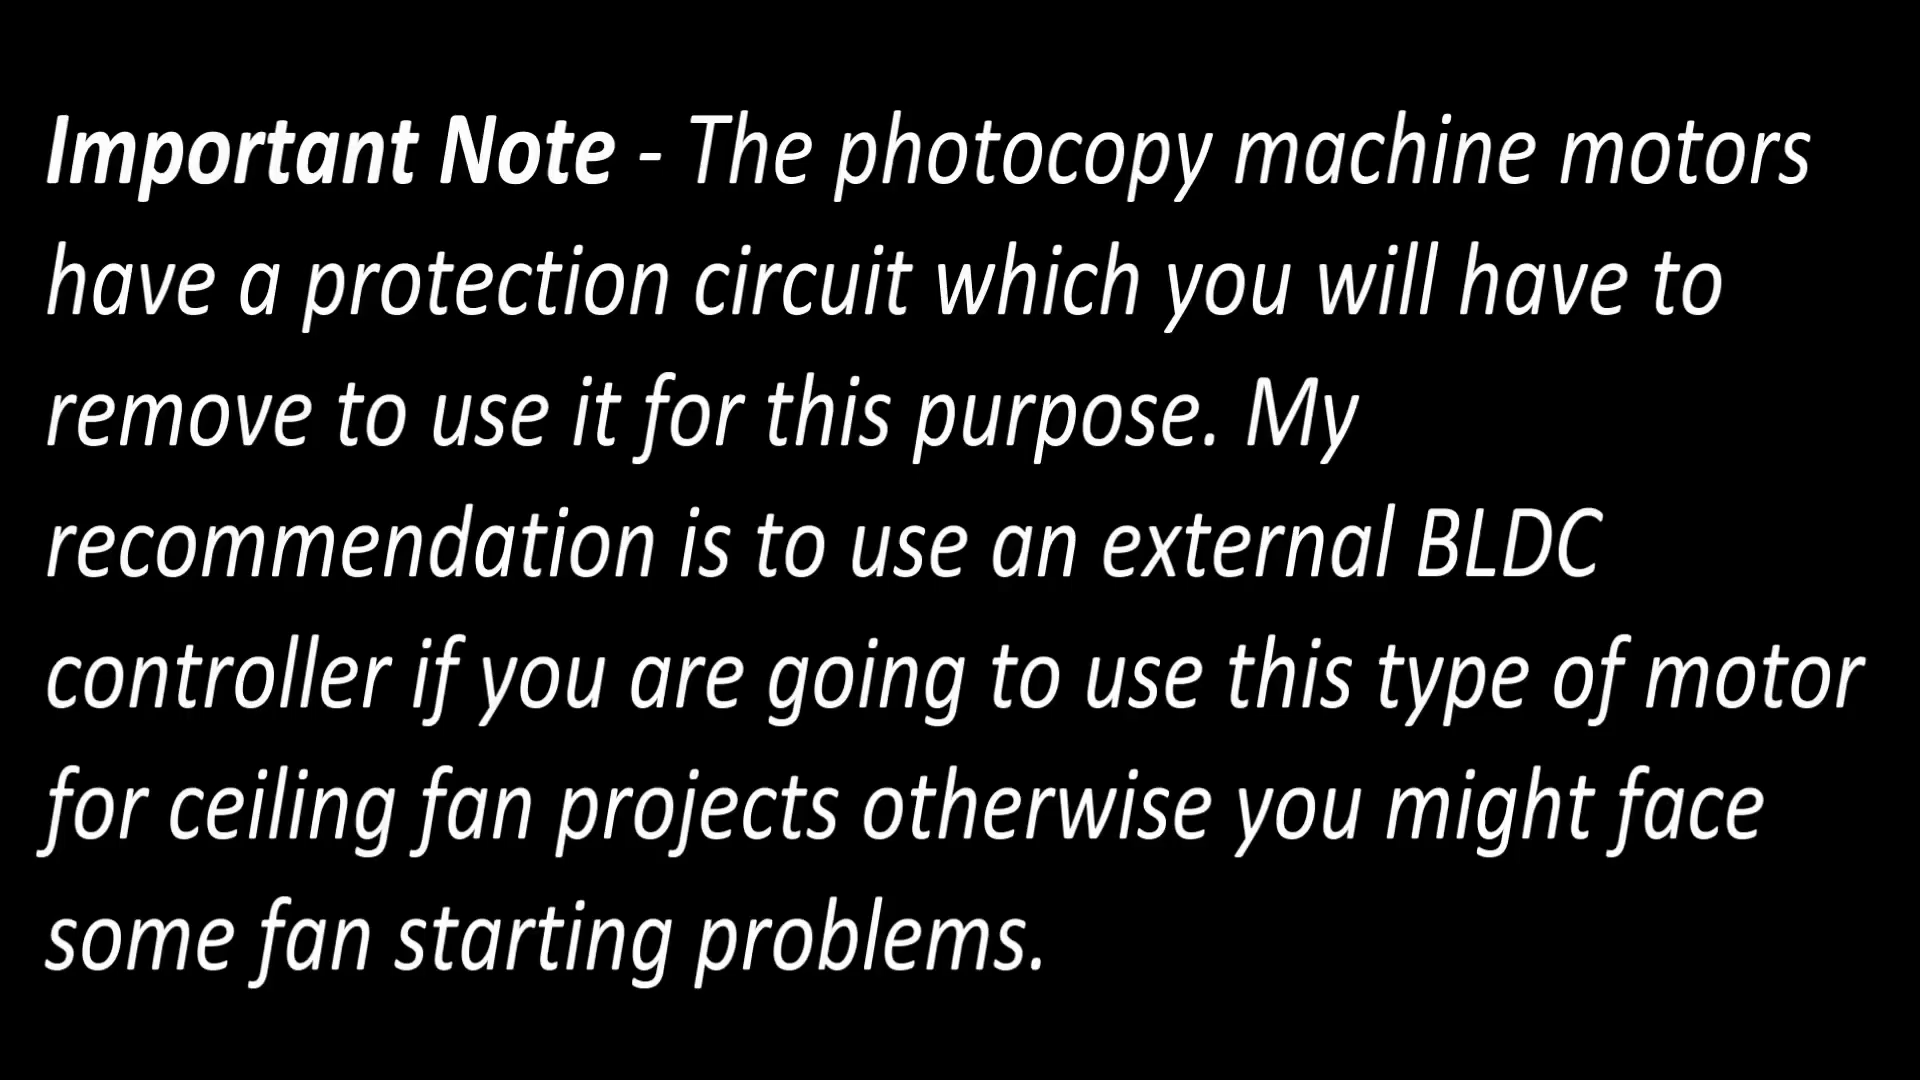 Important Note - The photocopy machine motors
have a protection circuit which you will have to
remove to use it for this purpose. My
recommendation is to use an external BLDC
controller if you are going to use this type of motor
for ceiling fan projects otherwise you might face
some fan starting problems.